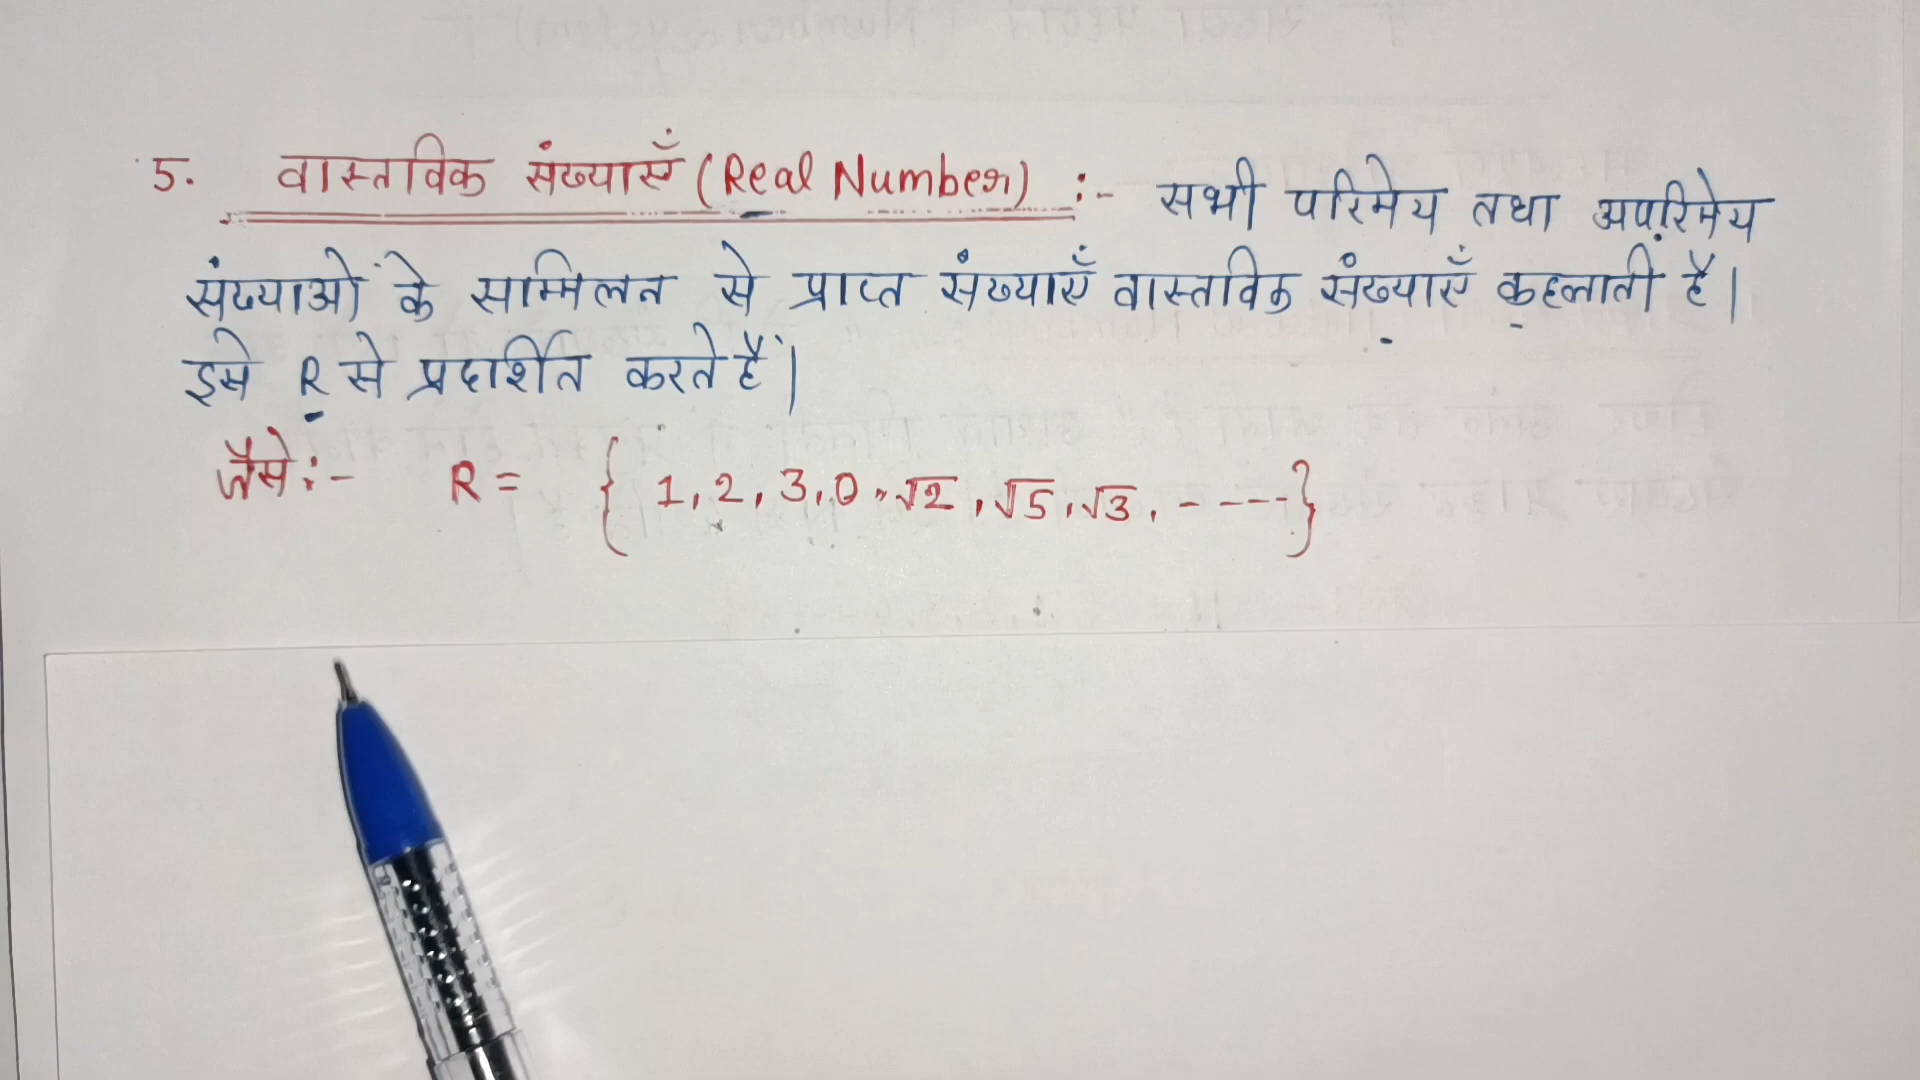 5. वास्तविक संख्याएँ (Real Number) :- सभी परिमेय तथा अपरिमेय
संख्याओं के सम्मिलन से प्राप्त संख्याएँ वास्तविक संख्याएँ कहलाती है।
इसे R से प्रदर्शित करते हैं।
जैसे :- R = { 1, 2, 3, 0, √2, √5, √3, - - - - }